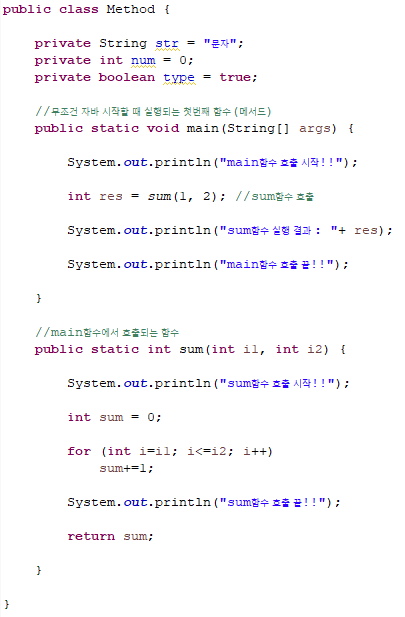 public class Method {
private String str = "문자";
private int num = 0;
private boolean type = true;
//무조건 자바 시작할 때 실행되는 첫번째 함수(메서드)
public static void main(String[] args) {
System.out.println("main함수 호출 시작!!");
int res = sum(1, 2); //sum함수 호출
System.out.println("sum함수 실행 결과 : "+ res);
System.out.println("main함수 호출 끝!!");
}
//main함수에서 호출되는 함수
public static int sum(int i1, int i2) {
System.out.println("sum함수 호출 시작!!");
int sum = 0;
for (int i=i1; i<=i2; i++)
sum+=1;
System.out.println("sum함수 호출 끝!!");
return sum;
}
}